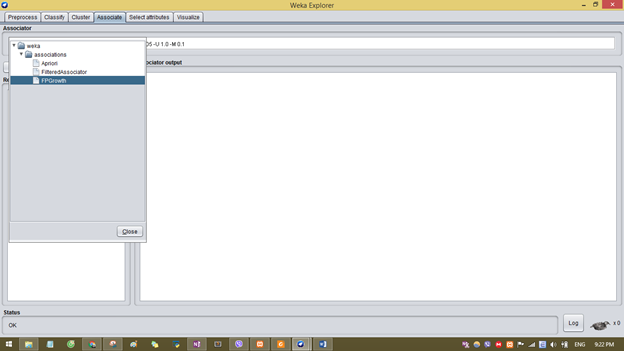 Weka Explorer
Preprocess Classify Cluster Associate Select attributes Visualize
Associator
05 -U 1.0 -M 0.1
weka
associations
Apriori
FilteredAssociator
FPGrowth
Close
ociator output
Re
Status
OK
Log
x 0
ENG
9:22 PM